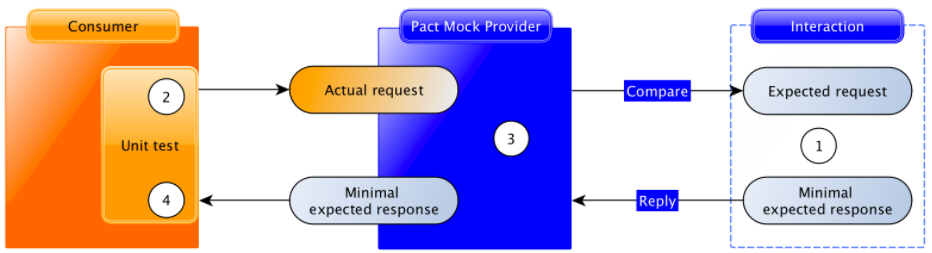 Consumer
Pact Mock Provider
Interaction
2
Actual request
Compare
Expected request
Unit test
3
1
4
Minimal
expected response
Reply
Minimal
expected response